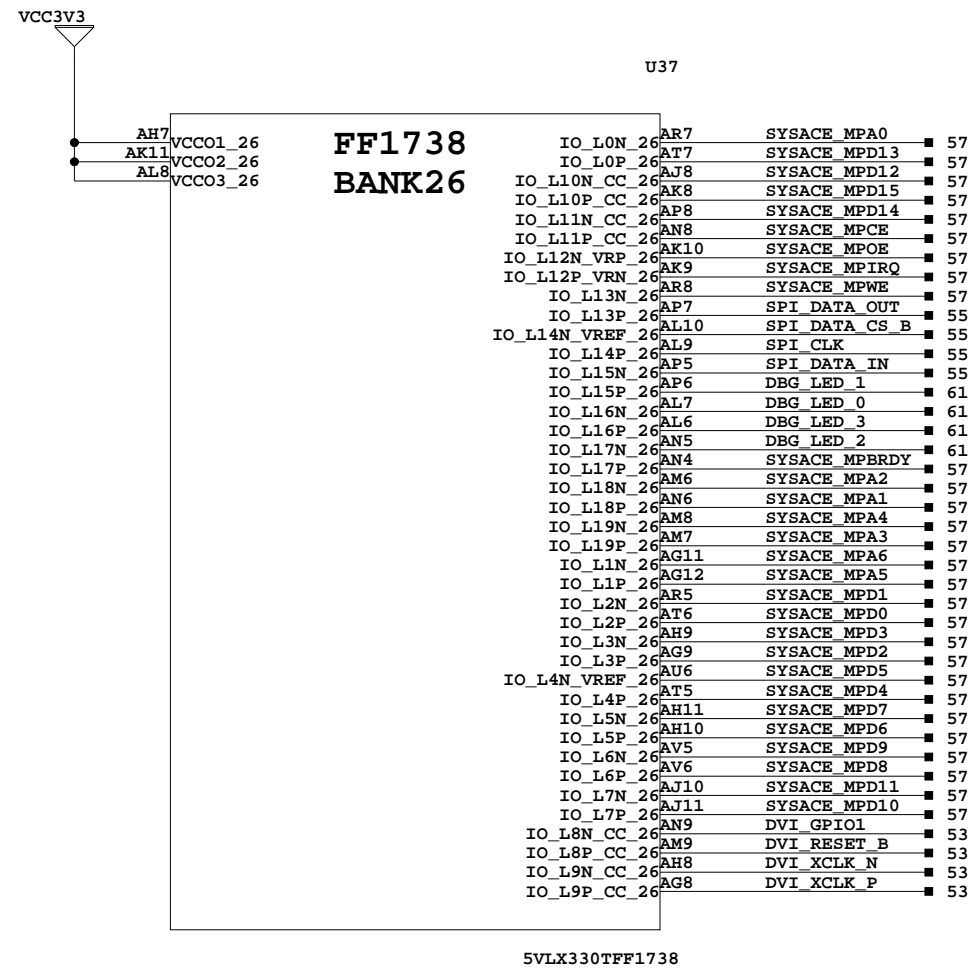 VCC3V3
U37
FF1738
BANK26
AH7 VCCO1_26
AK11 VCCO2_26
AL8 VCCO3_26
IO_L0N_26 AR7 SYSACE_MPA0 57
IO_L0P_26 AT7 SYSACE_MPD13 57
IO_L10N_CC_26 AJ8 SYSACE_MPD12 57
IO_L10P_CC_26 AK8 SYSACE_MPD15 57
IO_L11N_CC_26 AP8 SYSACE_MPD14 57
IO_L11P_CC_26 AN8 SYSACE_MPCE 57
IO_L12N_VRP_26 AK10 SYSACE_MPOE 57
IO_L12P_VRN_26 AK9 SYSACE_MPIRQ 57
IO_L13N_26 AR8 SYSACE_MPWE 57
IO_L13P_26 AP7 SPI_DATA_OUT 55
IO_L14N_VREF_26 AL10 SPI_DATA_CS_B 55
IO_L14P_26 AL9 SPI_CLK 55
IO_L15N_26 AP5 SPI_DATA_IN 55
IO_L15P_26 AP6 DBG_LED_1 61
IO_L16N_26 AL7 DBG_LED_0 61
IO_L16P_26 AL6 DBG_LED_3 61
IO_L17N_26 AN5 DBG_LED_2 61
IO_L17P_26 AN4 SYSACE_MPBRDY 57
IO_L18N_26 AM6 SYSACE_MPA2 57
IO_L18P_26 AN6 SYSACE_MPA1 57
IO_L19N_26 AM8 SYSACE_MPA4 57
IO_L19P_26 AM7 SYSACE_MPA3 57
IO_L1N_26 AG11 SYSACE_MPA6 57
IO_L1P_26 AG12 SYSACE_MPA5 57
IO_L2N_26 AR5 SYSACE_MPD1 57
IO_L2P_26 AT6 SYSACE_MPD0 57
IO_L3N_26 AH9 SYSACE_MPD3 57
IO_L3P_26 AG9 SYSACE_MPD2 57
IO_L4N_VREF_26 AU6 SYSACE_MPD5 57
IO_L4P_26 AT5 SYSACE_MPD4 57
IO_L5N_26 AH11 SYSACE_MPD7 57
IO_L5P_26 AH10 SYSACE_MPD6 57
IO_L6N_26 AV5 SYSACE_MPD9 57
IO_L6P_26 AV6 SYSACE_MPD8 57
IO_L7N_26 AJ10 SYSACE_MPD11 57
IO_L7P_26 AJ11 SYSACE_MPD10 57
IO_L8N_CC_26 AN9 DVI_GPIO1 53
IO_L8P_CC_26 AM9 DVI_RESET_B 53
IO_L9N_CC_26 AH8 DVI_XCLK_N 53
IO_L9P_CC_26 AG8 DVI_XCLK_P 53
5VLX330TFF1738